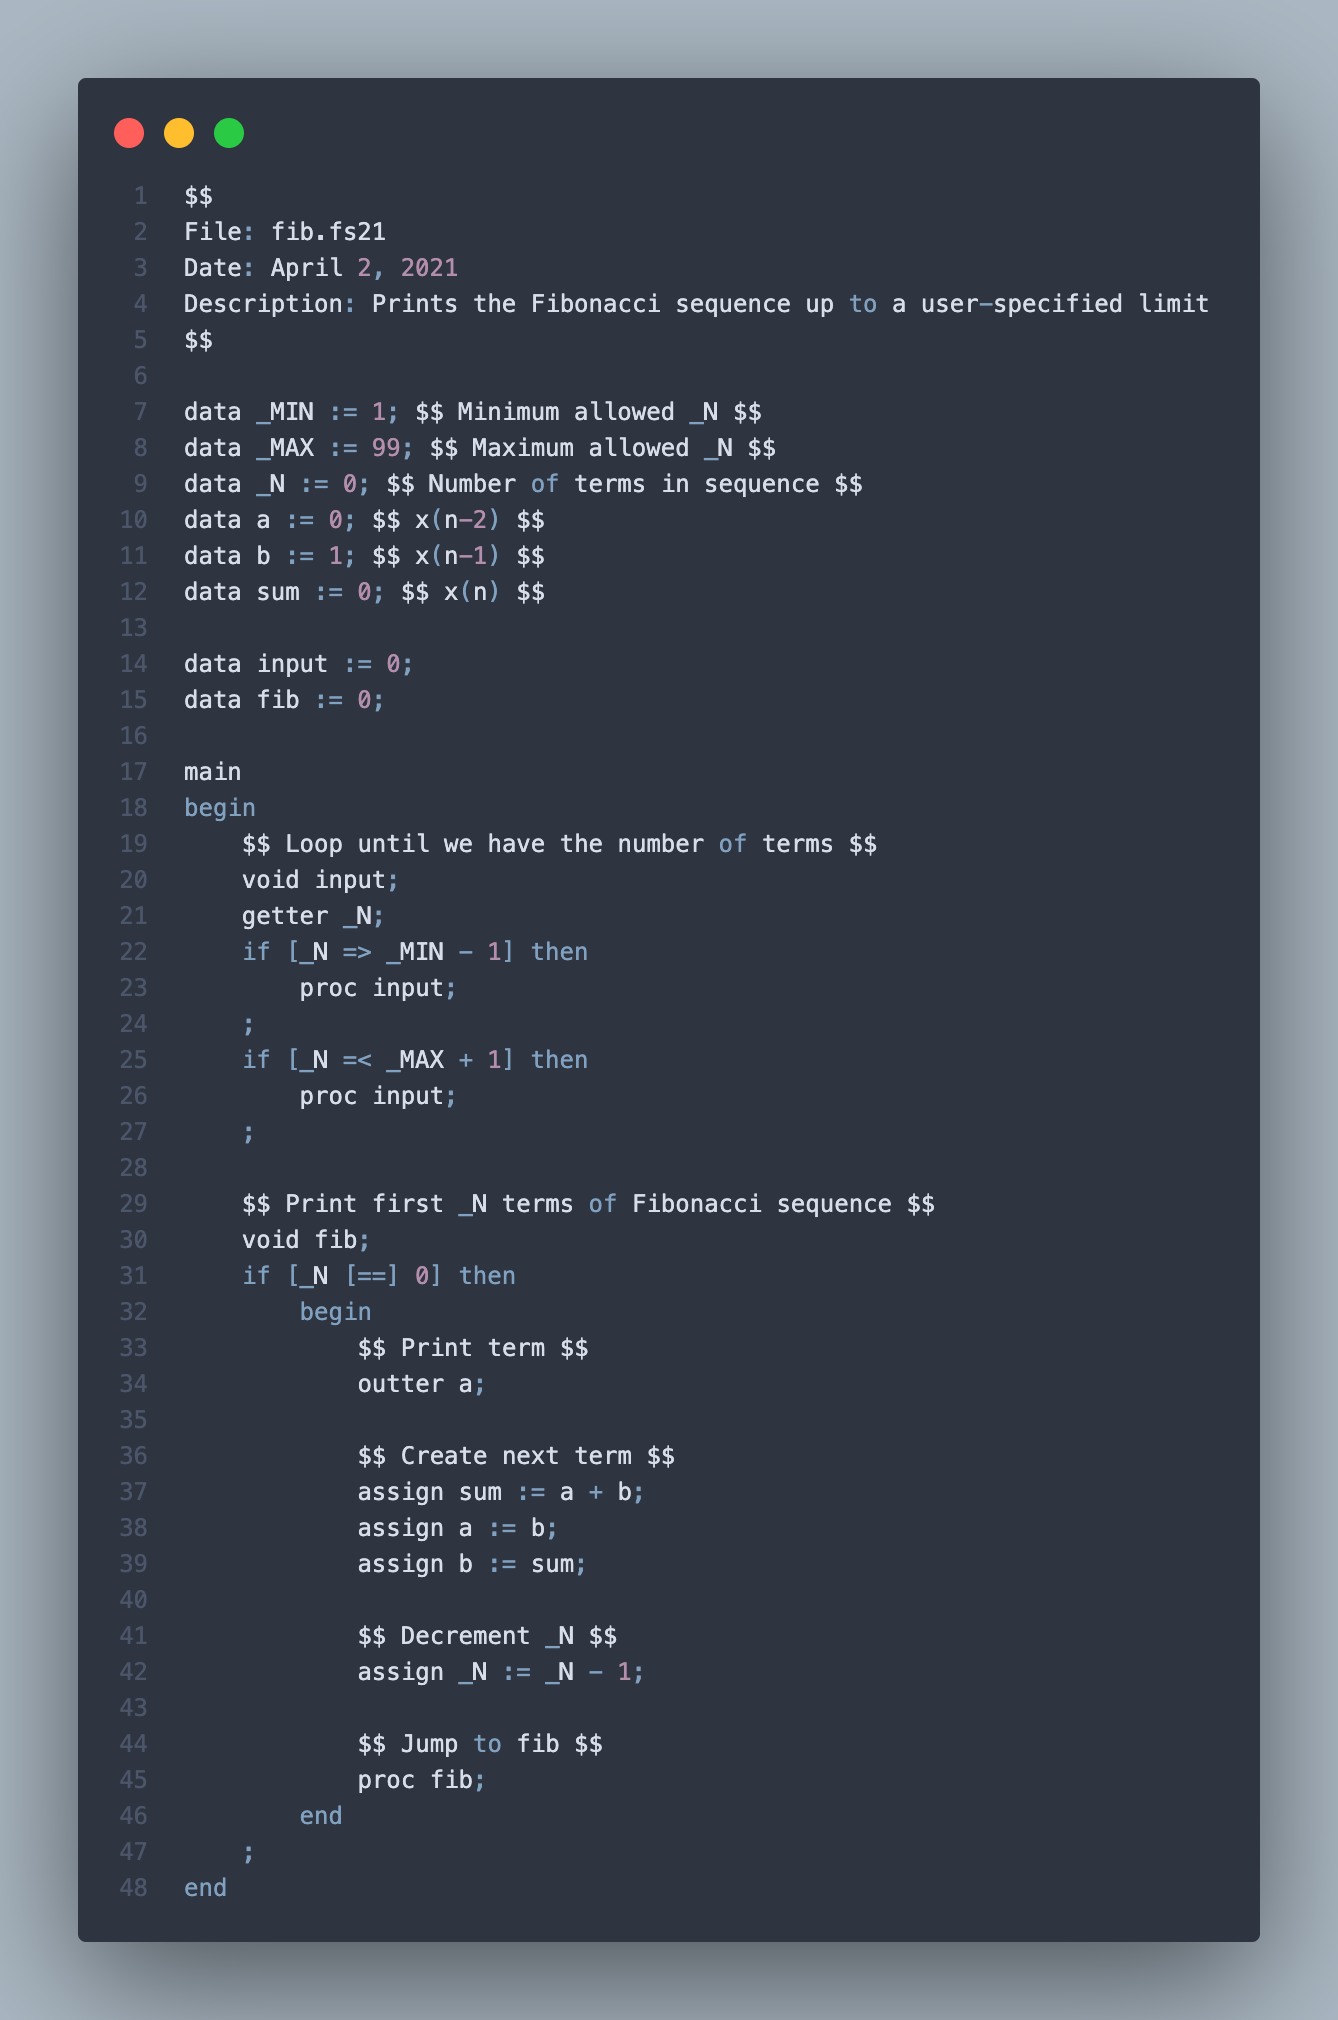 1 $$
2 File: fib.fs21
3 Date: April 2, 2021
4 Description: Prints the Fibonacci sequence up to a user-specified limit
5 $$
6
7 data _MIN := 1; $$ Minimum allowed _N $$
8 data _MAX := 99; $$ Maximum allowed _N $$
9 data _N := 0; $$ Number of terms in sequence $$
10 data a := 0; $$ x(n-2) $$
11 data b := 1; $$ x(n-1) $$
12 data sum := 0; $$ x(n) $$
13
14 data input := 0;
15 data fib := 0;
16
17 main
18 begin
19     $$ Loop until we have the number of terms $$
20     void input;
21     getter _N;
22     if [_N => _MIN - 1] then
23         proc input;
24     ;
25     if [_N =< _MAX + 1] then
26         proc input;
27     ;
28
29     $$ Print first _N terms of Fibonacci sequence $$
30     void fib;
31     if [_N [==] 0] then
32         begin
33             $$ Print term $$
34             outter a;
35
36             $$ Create next term $$
37             assign sum := a + b;
38             assign a := b;
39             assign b := sum;
40
41             $$ Decrement _N $$
42             assign _N := _N - 1;
43
44             $$ Jump to fib $$
45             proc fib;
46         end
47     ;
48 end